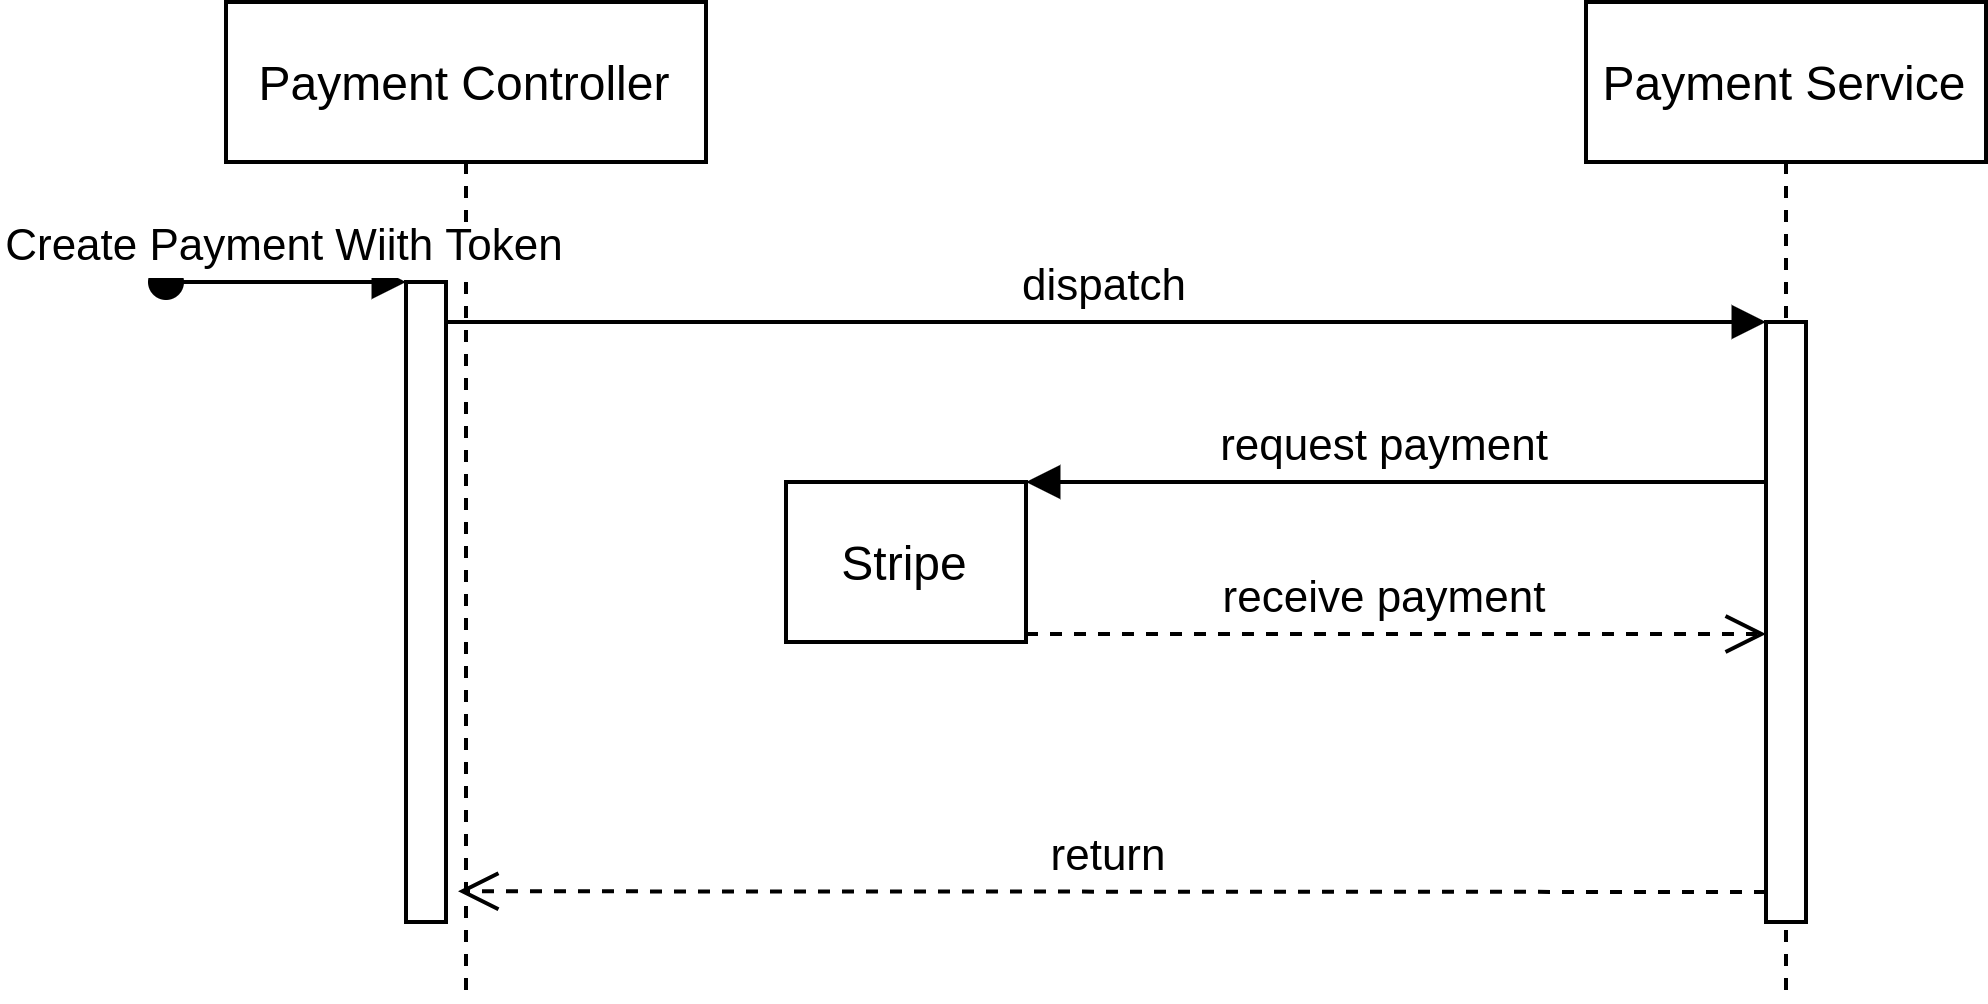 Payment Controller
Payment Service
Create Payment Wiith Token
dispatch
request payment
Stripe
receive payment
return